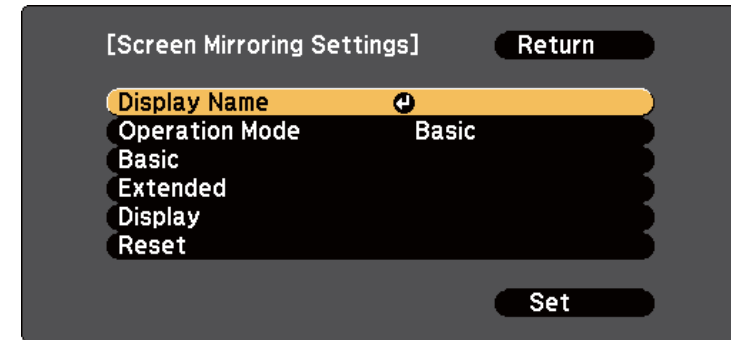 [Screen Mirroring Settings] Return
Display Name
Operation Mode Basic
Basic
Extended
Display
Reset
Set